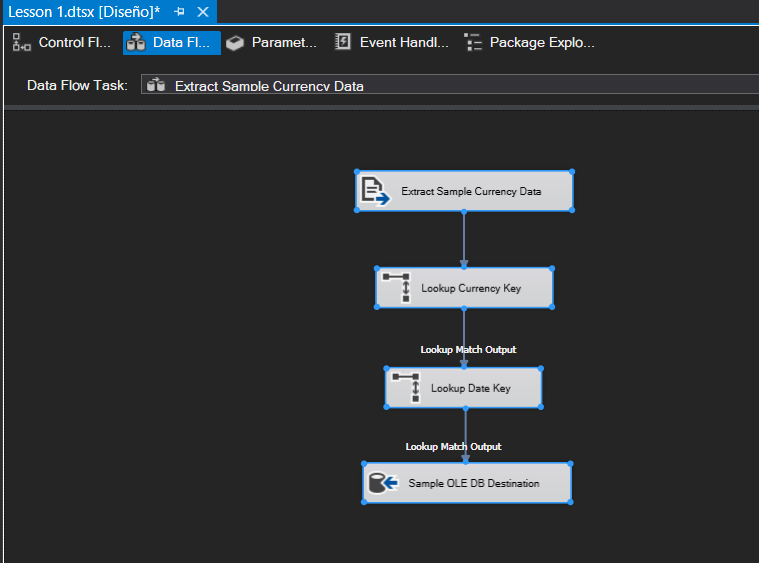 Lesson 1.dtsx [Diseño]*
Control Fl... Data Fl... Paramet... Event Handl... Package Explo...
Data Flow Task: Extract Sample Currency Data
Extract Sample Currency Data
Lookup Currency Key
Lookup Match Output
Lookup Date Key
Lookup Match Output
Sample OLE DB Destination